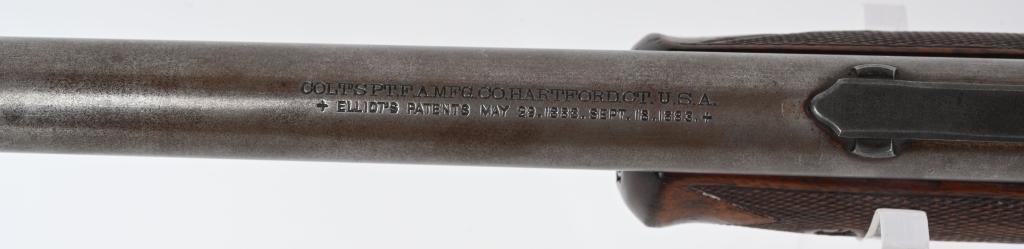 COLT'S PT. F. A. MFG. CO. HARTFORD CT. U.S.A.
+ ELLIOT'S PATENTS MAY 29. 1883. SEPT. 18. 1883. +